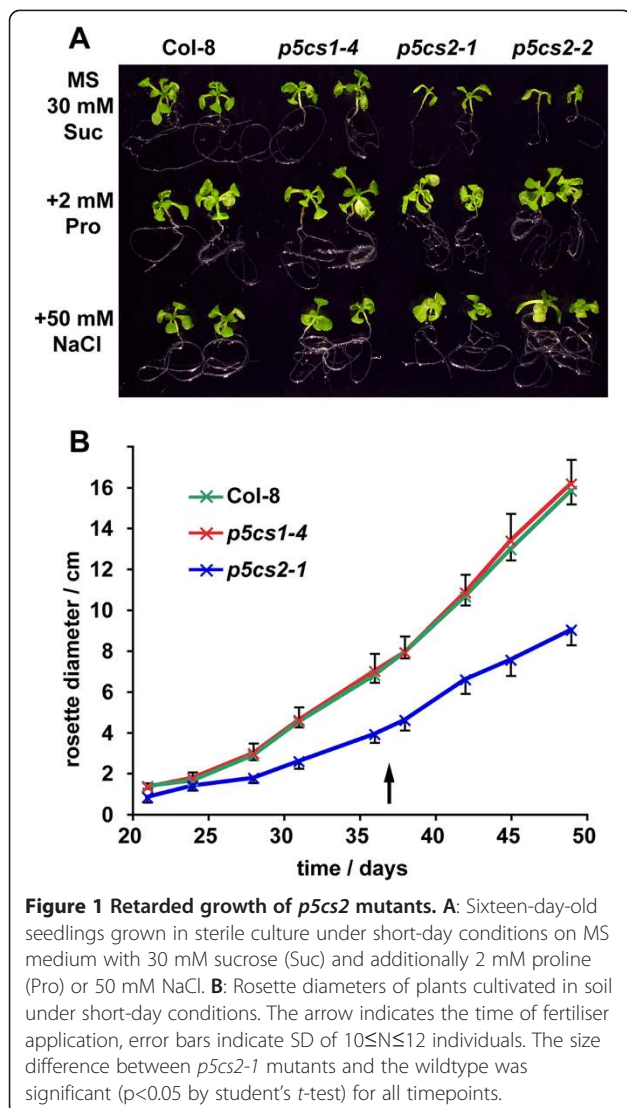 A
Col-8 p5cs1-4 p5cs2-1 p5cs2-2
MS
30 mM
Suc
+2 mM
Pro
+50 mM
NaCl
B
16
14
12
10
8
6
4
2
0
rosette diameter / cm
Col-8
p5cs1-4
p5cs2-1
20 25 30 35 40 45 50
time / days
Figure 1 Retarded growth of p5cs2 mutants. A: Sixteen-day-old
seedlings grown in sterile culture under short-day conditions on MS
medium with 30 mM sucrose (Suc) and additionally 2 mM proline
(Pro) or 50 mM NaCl. B: Rosette diameters of plants cultivated in soil
under short-day conditions. The arrow indicates the time of fertiliser
application, error bars indicate SD of 10≤N≤12 individuals. The size
difference between p5cs2-1 mutants and the wildtype was
significant (p<0.05 by student's t-test) for all timepoints.